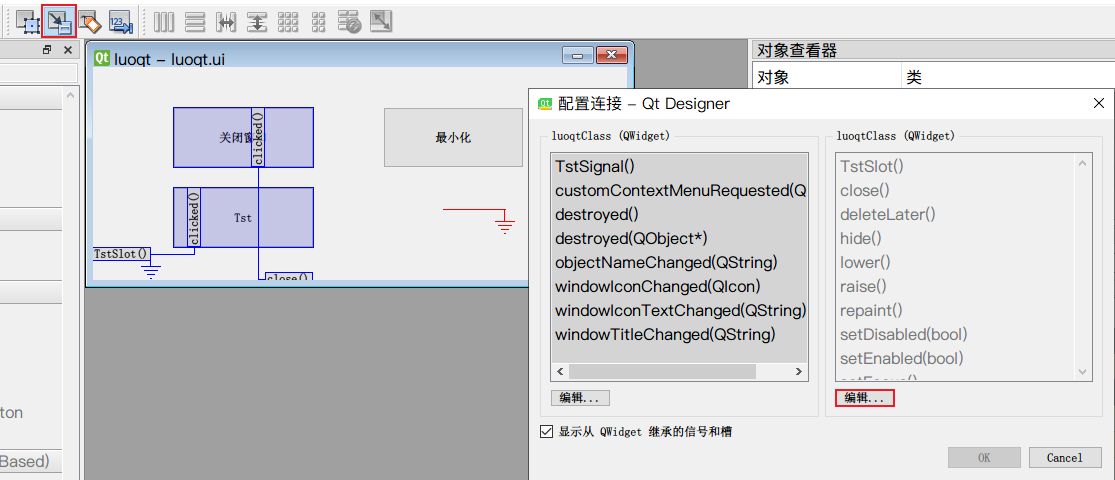 123
Qt luoqt - luoqt.ui
对象查看器
对象 类
关闭窗
clicked()
最小化
clicked()
Tst
TstSlot()
close()
Qt 配置连接 - Qt Designer
luoqtClass (QWidget)
TstSignal()
customContextMenuRequested(Q
destroyed()
destroyed(QObject*)
objectNameChanged(QString)
windowIconChanged(QIcon)
windowIconTextChanged(QString)
windowTitleChanged(QString)
编辑...
luoqtClass (QWidget)
TstSlot()
close()
deleteLater()
hide()
lower()
raise()
repaint()
setDisabled(bool)
setEnabled(bool)
编辑...
显示从 QWidget 继承的信号和槽
OK
Cancel
ton
Based)